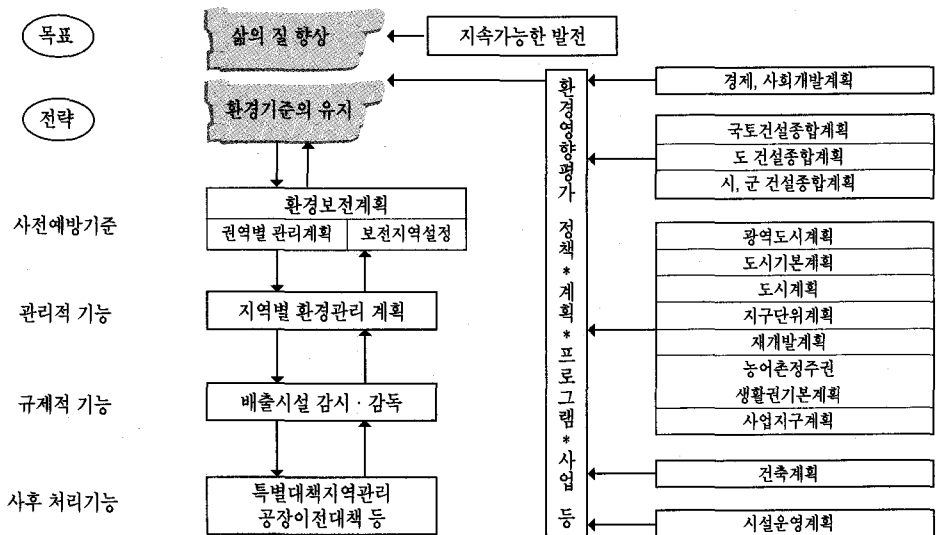 목표
삶의 질 향상
지속가능한 발전
전략
환경기준의 유지
사전예방기준
환경보전계획
권역별 관리계획
보전지역설정
관리적 기능
지역별 환경관리 계획
규제적 기능
배출시설 감시 · 감독
사후 처리기능
특별대책지역관리
공장이전대책 등
환경영향평가 정책*계획*프로그램*사업 등
경제, 사회개발계획
국토건설종합계획
도 건설종합계획
시, 군 건설종합계획
광역도시계획
도시기본계획
도시계획
지구단위계획
재개발계획
농어촌정주권
생활권기본계획
사업지구계획
건축계획
시설운영계획